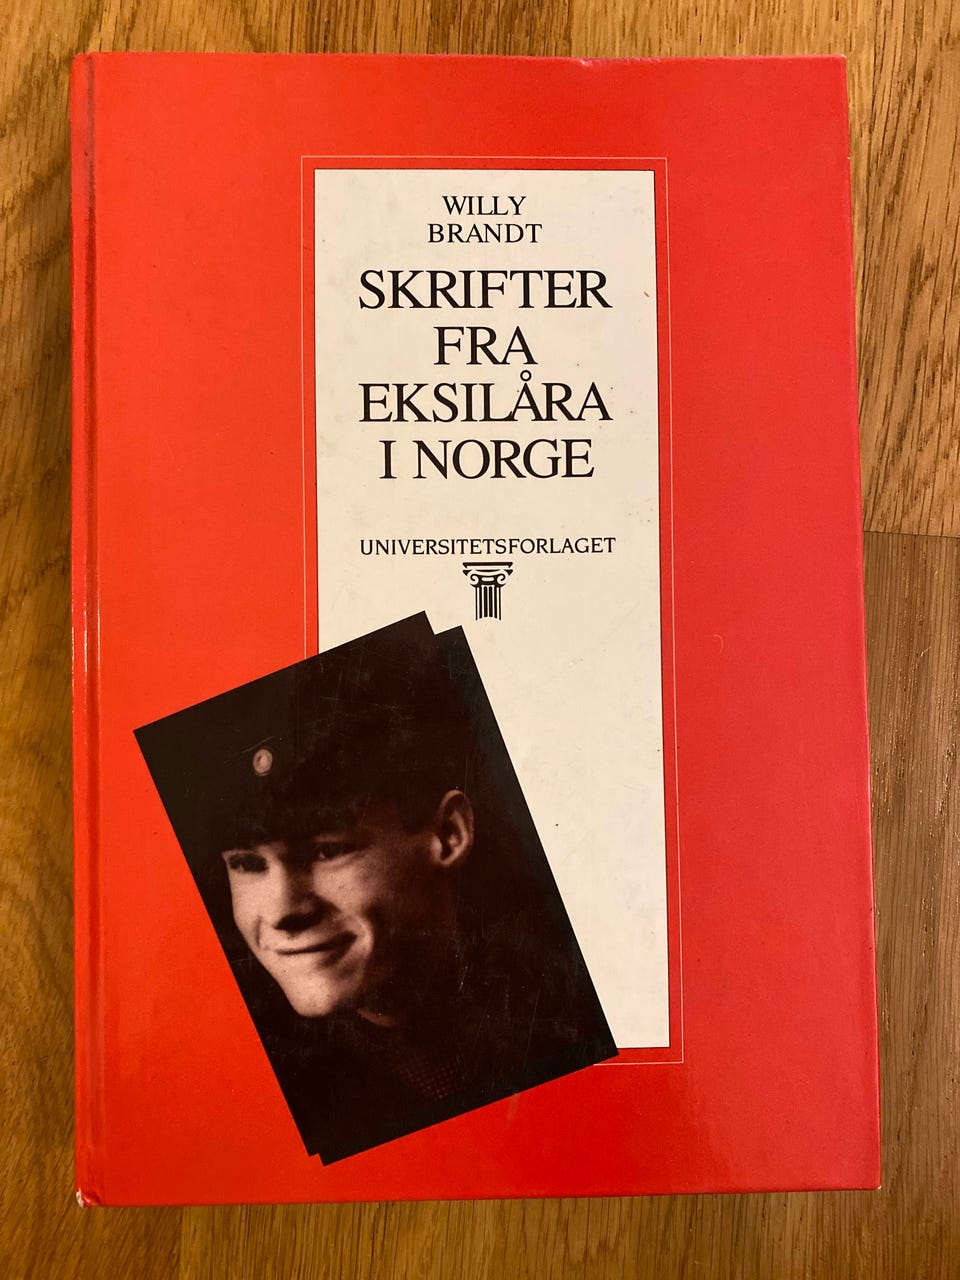 WILLY
BRANDT
SKRIFTER
FRA
EKSILÅRA
I NORGE
UNIVERSITETSFORLAGET